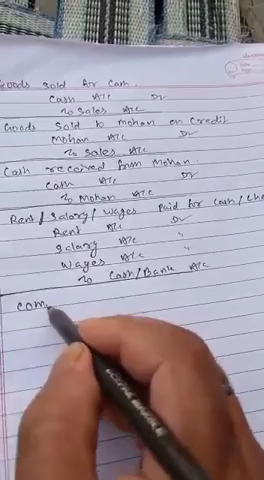 Goods sold for Cash.
Cash A/c Dr
To Sales A/c
Goods Sold to Mohan on Credit
Mohan A/c Dr
To Sales A/c
Cash received from Mohan.
Cash A/c Dr
To Mohan A/c
Rent/Salary/Wages Paid for Cash/Che
Rent A/c Dr
Salary A/c "
Wages A/c "
To Cash/Bank A/c
Com